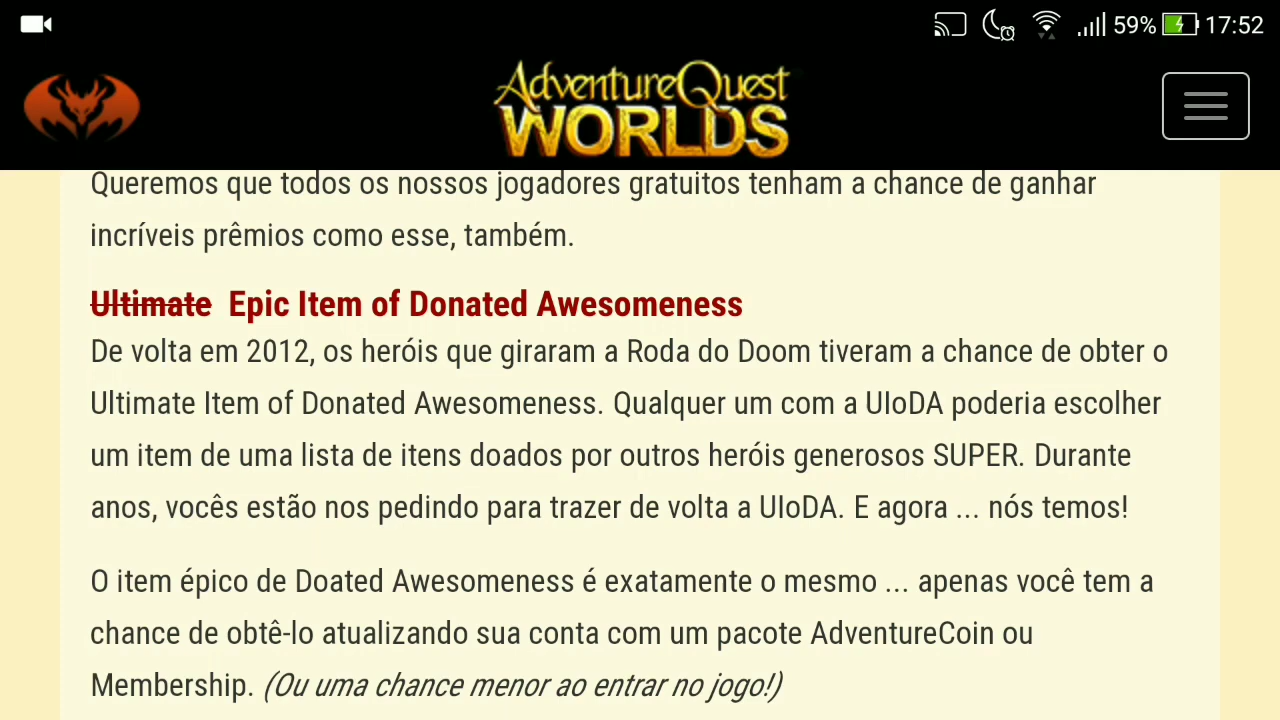 59% 17:52
AdventureQuest
WORLDS
Queremos que todos os nossos jogadores gratuitos tenham a chance de ganhar
incríveis prêmios como esse, também.
Ultimate Epic Item of Donated Awesomeness
De volta em 2012, os heróis que giraram a Roda do Doom tiveram a chance de obter o
Ultimate Item of Donated Awesomeness. Qualquer um com a UIoDA poderia escolher
um item de uma lista de itens doados por outros heróis generosos SUPER. Durante
anos, vocês estão nos pedindo para trazer de volta a UIoDA. E agora ... nós temos!
O item épico de Doated Awesomeness é exatamente o mesmo ... apenas você tem a
chance de obtê-lo atualizando sua conta com um pacote AdventureCoin ou
Membership. (Ou uma chance menor ao entrar no jogo!)